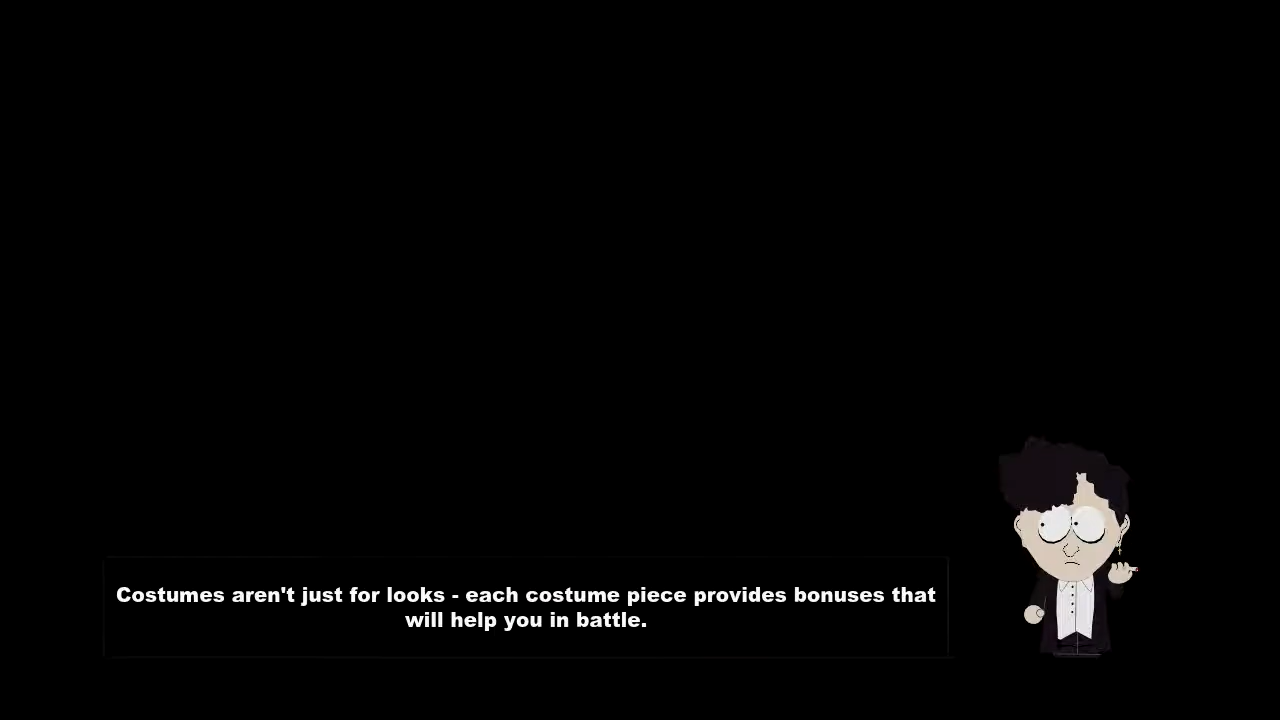 Costumes aren't just for looks - each costume piece provides bonuses that
will help you in battle.